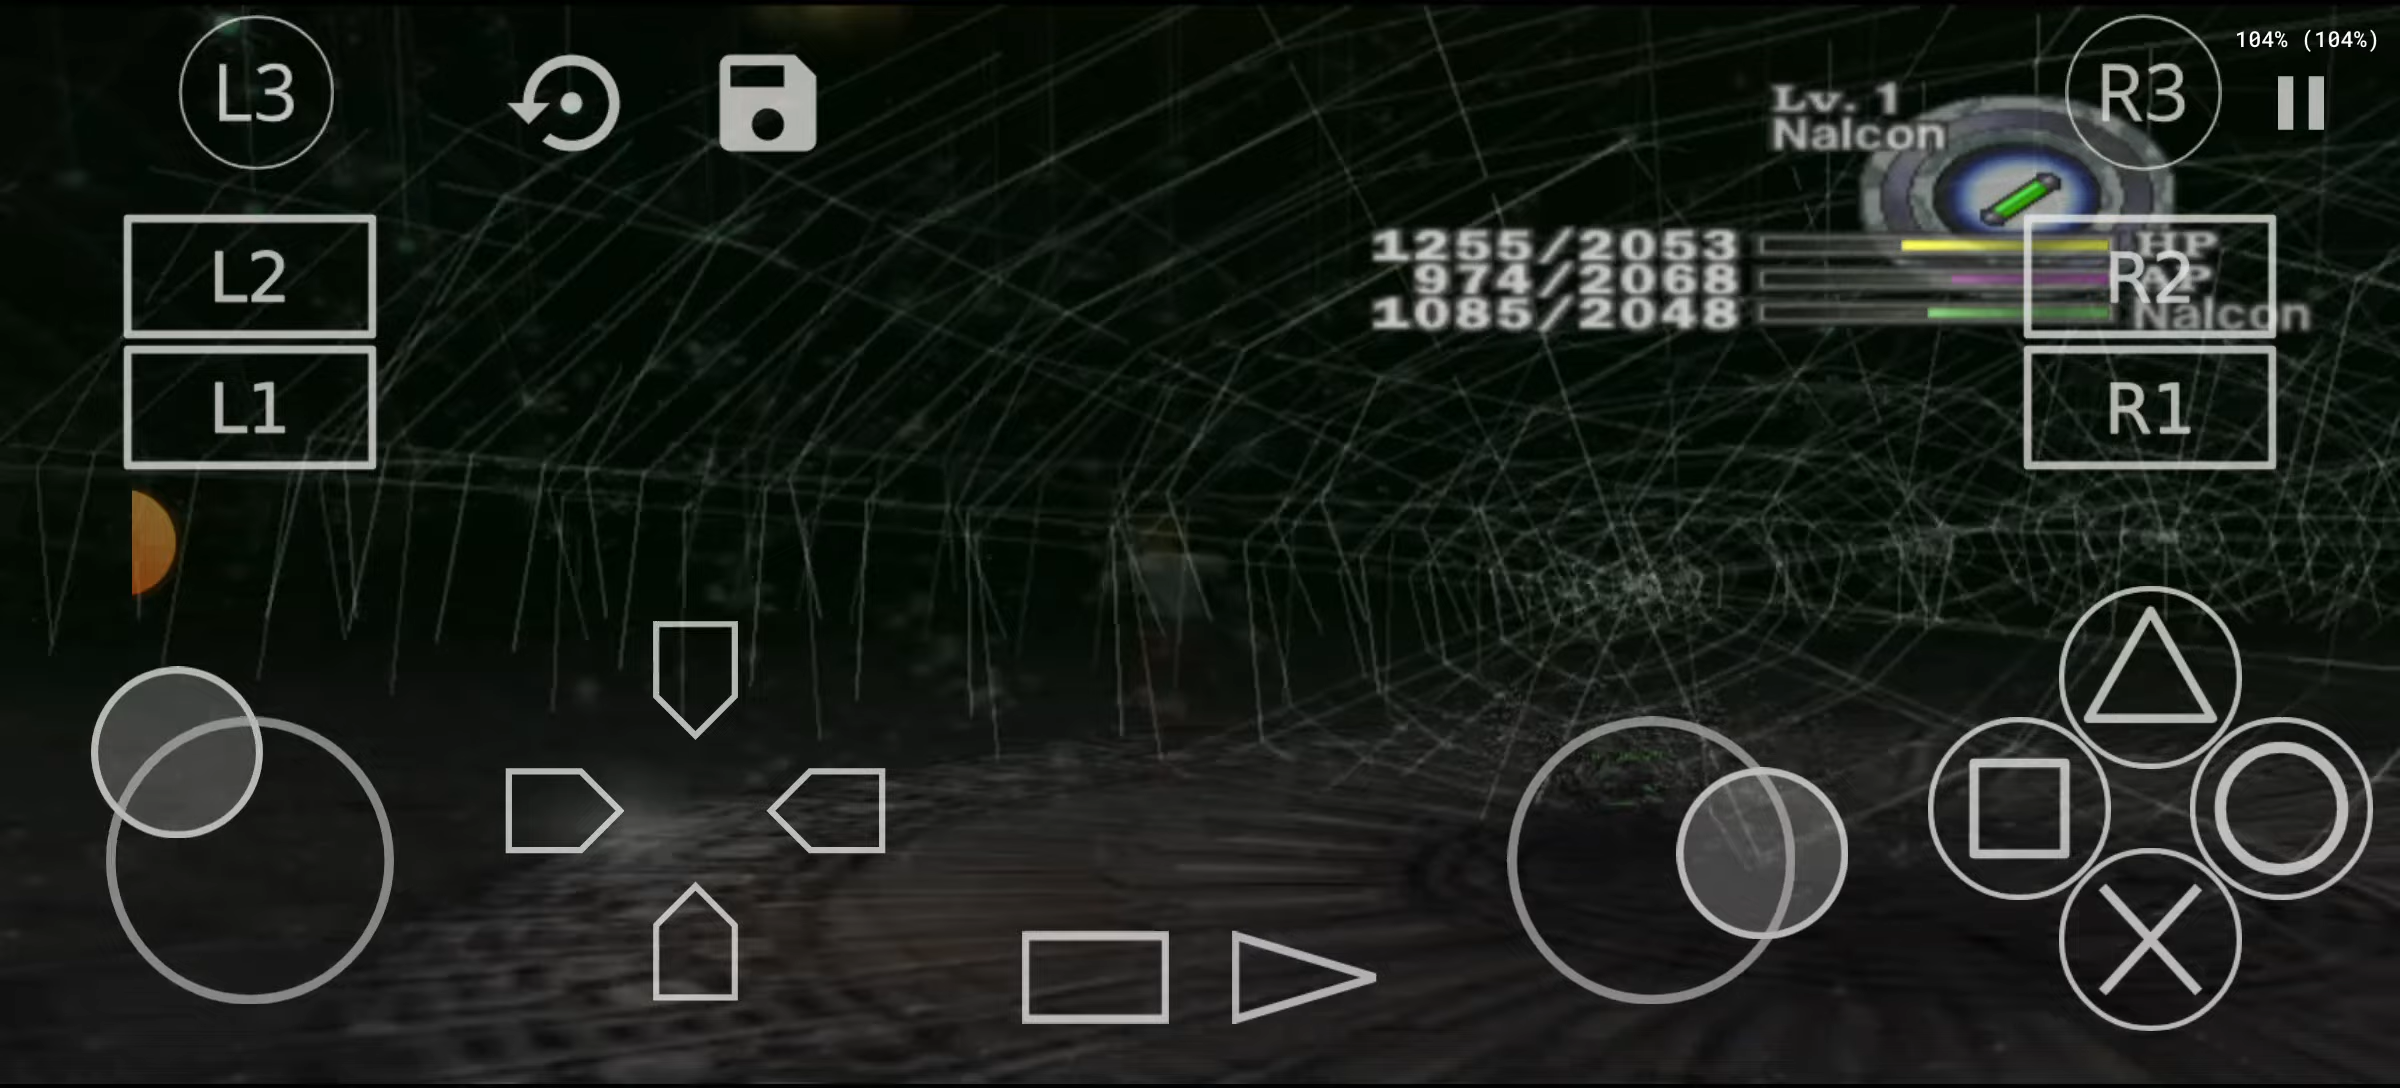 L3
R3
104% (104%)
Lv. 1
Nalcon
L2
1255/2053 HP
R2
974/2068 AP
1085/2048 Nalcon
L1
R1